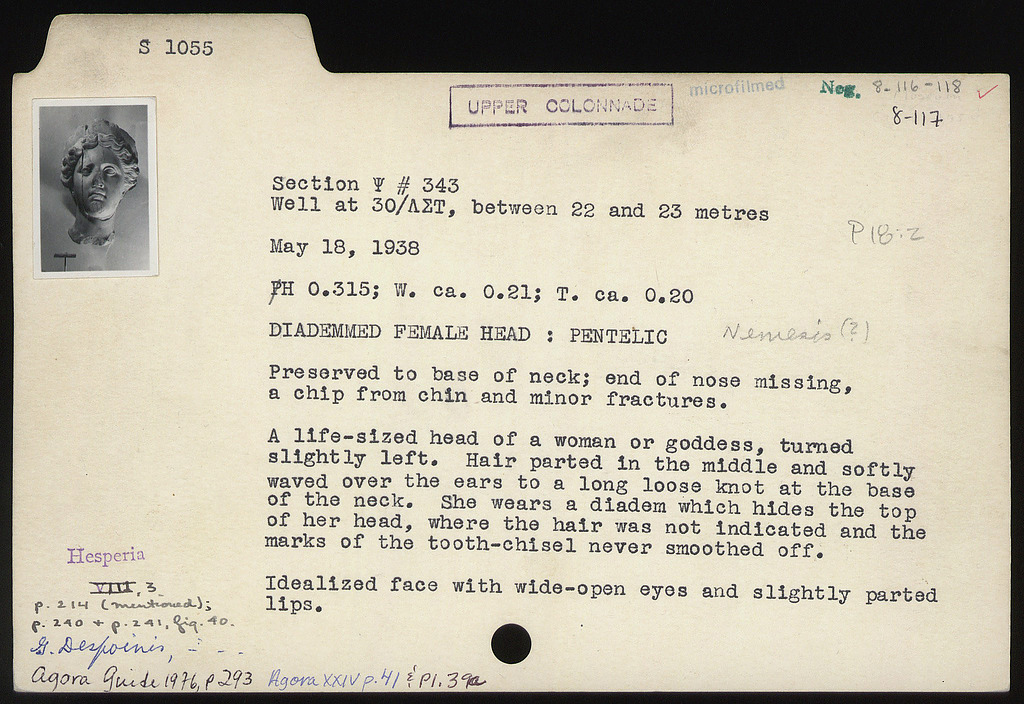 S 1055
UPPER COLONNADE
microfilmed
Neg. 8-116-118 ✓
8-117
Section Ψ # 343
Well at 30/ΛΣΤ, between 22 and 23 metres
P18:2
May 18, 1938
PH 0.315; W. ca. 0.21; T. ca. 0.20
DIADEMMED FEMALE HEAD : PENTELIC
Nemesis (?)
Preserved to base of neck; end of nose missing,
a chip from chin and minor fractures.
A life-sized head of a woman or goddess, turned
slightly left. Hair parted in the middle and softly
waved over the ears to a long loose knot at the base
of the neck. She wears a diadem which hides the top
of her head, where the hair was not indicated and the
marks of the tooth-chisel never smoothed off.
Idealized face with wide-open eyes and slightly parted
lips.
Hesperia
VIII, 3.
p. 214 (mentioned);
p. 240 + p. 241, fig. 40.
G. Despoinis, - - -
Agora Guide 1976, p 293 Agora XXIV p. 41 & Pl. 39a